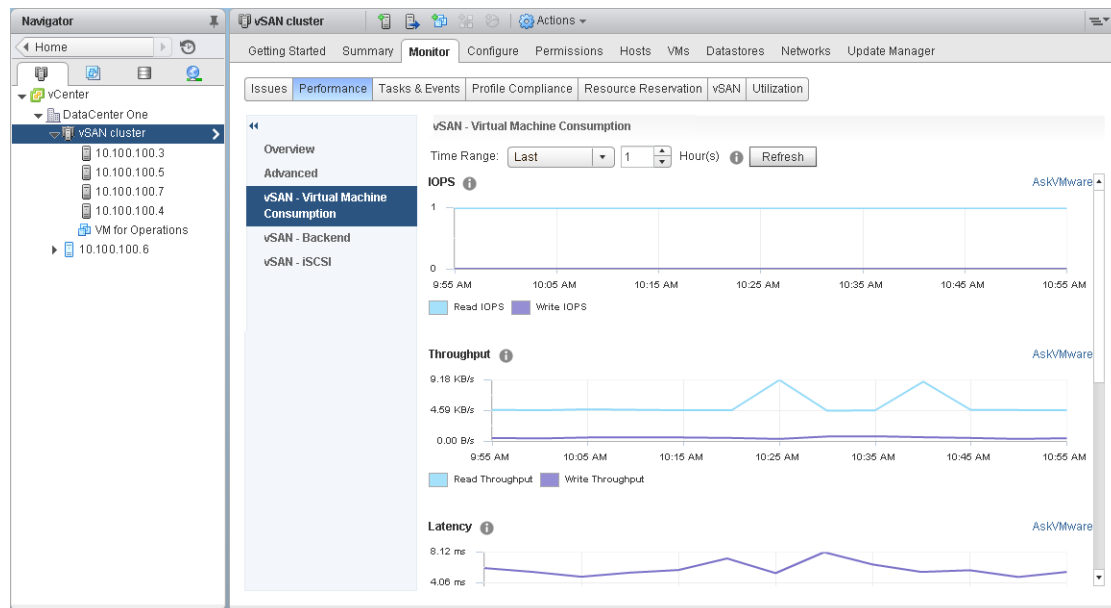 Navigator
vSAN cluster
Actions
Home
Getting Started Summary Monitor Configure Permissions Hosts VMs Datastores Networks Update Manager
Issues Performance Tasks & Events Profile Compliance Resource Reservation vSAN Utilization
vCenter
DataCenter One
vSAN cluster
10.100.100.3
10.100.100.5
10.100.100.7
10.100.100.4
VM for Operations
10.100.100.6
Overview
Advanced
vSAN - Virtual Machine
Consumption
vSAN - Backend
vSAN - iSCSI
vSAN - Virtual Machine Consumption
Time Range: Last 1 Hour(s) Refresh
IOPS AskVMware
1
0
9:55 AM 10:05 AM 10:15 AM 10:25 AM 10:35 AM 10:45 AM 10:55 AM
Read IOPS Write IOPS
Throughput AskVMware
9.18 KB/s
4.59 KB/s
0.00 B/s
9:55 AM 10:05 AM 10:15 AM 10:25 AM 10:35 AM 10:45 AM 10:55 AM
Read Throughput Write Throughput
Latency AskVMware
8.12 ms
4.06 ms